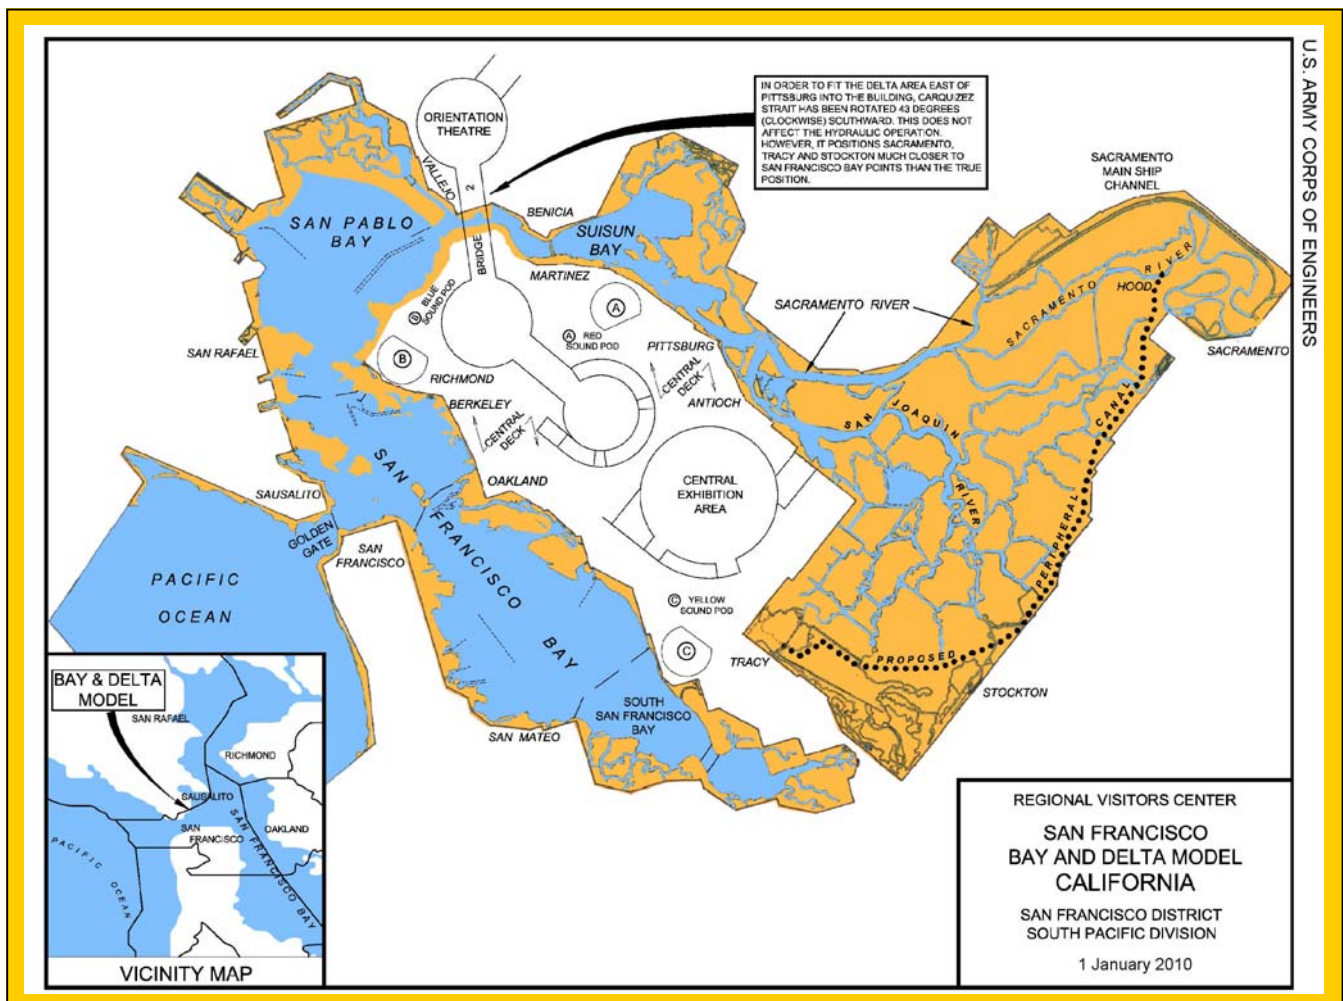 U.S. ARMY CORPS OF ENGINEERS
IN ORDER TO FIT THE DELTA AREA EAST OF
PITTSBURG INTO THE BUILDING, CARQUIZEZ
STRAIT HAS BEEN ROTATED 43 DEGREES
(CLOCKWISE) SOUTHWARD. THIS DOES NOT
AFFECT THE HYDRAULIC OPERATION.
HOWEVER, IT POSITIONS SACRAMENTO,
TRACY AND STOCKTON MUCH CLOSER TO
SAN FRANCISCO BAY POINTS THAN THE TRUE
POSITION.
ORIENTATION
THEATRE
VALLEJO
2
BRIDGE
BENICIA
SUISUN
BAY
MARTINEZ
SAN PABLO
BAY
SACRAMENTO
MAIN SHIP
CHANNEL
SACRAMENTO RIVER
SACRAMENTO RIVER
HOOD
SACRAMENTO
B BLUE
SOUND POD
A
A RED
SOUND POD
PITTSBURG
CENTRAL
DECK
ANTIOCH
SAN RAFAEL
B
RICHMOND
BERKELEY
CENTRAL
DECK
SAN JOAQUIN RIVER
OAKLAND
CENTRAL
EXHIBITION
AREA
SAUSALITO
GOLDEN
GATE
SAN
FRANCISCO
SAN FRANCISCO BAY
PACIFIC
OCEAN
C YELLOW
SOUND POD
C
TRACY
PROPOSED PERIPHERAL CANAL
STOCKTON
SOUTH
SAN FRANCISCO
BAY
SAN MATEO
BAY & DELTA
MODEL
SAN RAFAEL
RICHMOND
SAUSALITO
SAN
FRANCISCO
OAKLAND
SAN FRANCISCO BAY
PACIFIC OCEAN
VICINITY MAP
REGIONAL VISITORS CENTER
SAN FRANCISCO
BAY AND DELTA MODEL
CALIFORNIA
SAN FRANCISCO DISTRICT
SOUTH PACIFIC DIVISION
1 January 2010